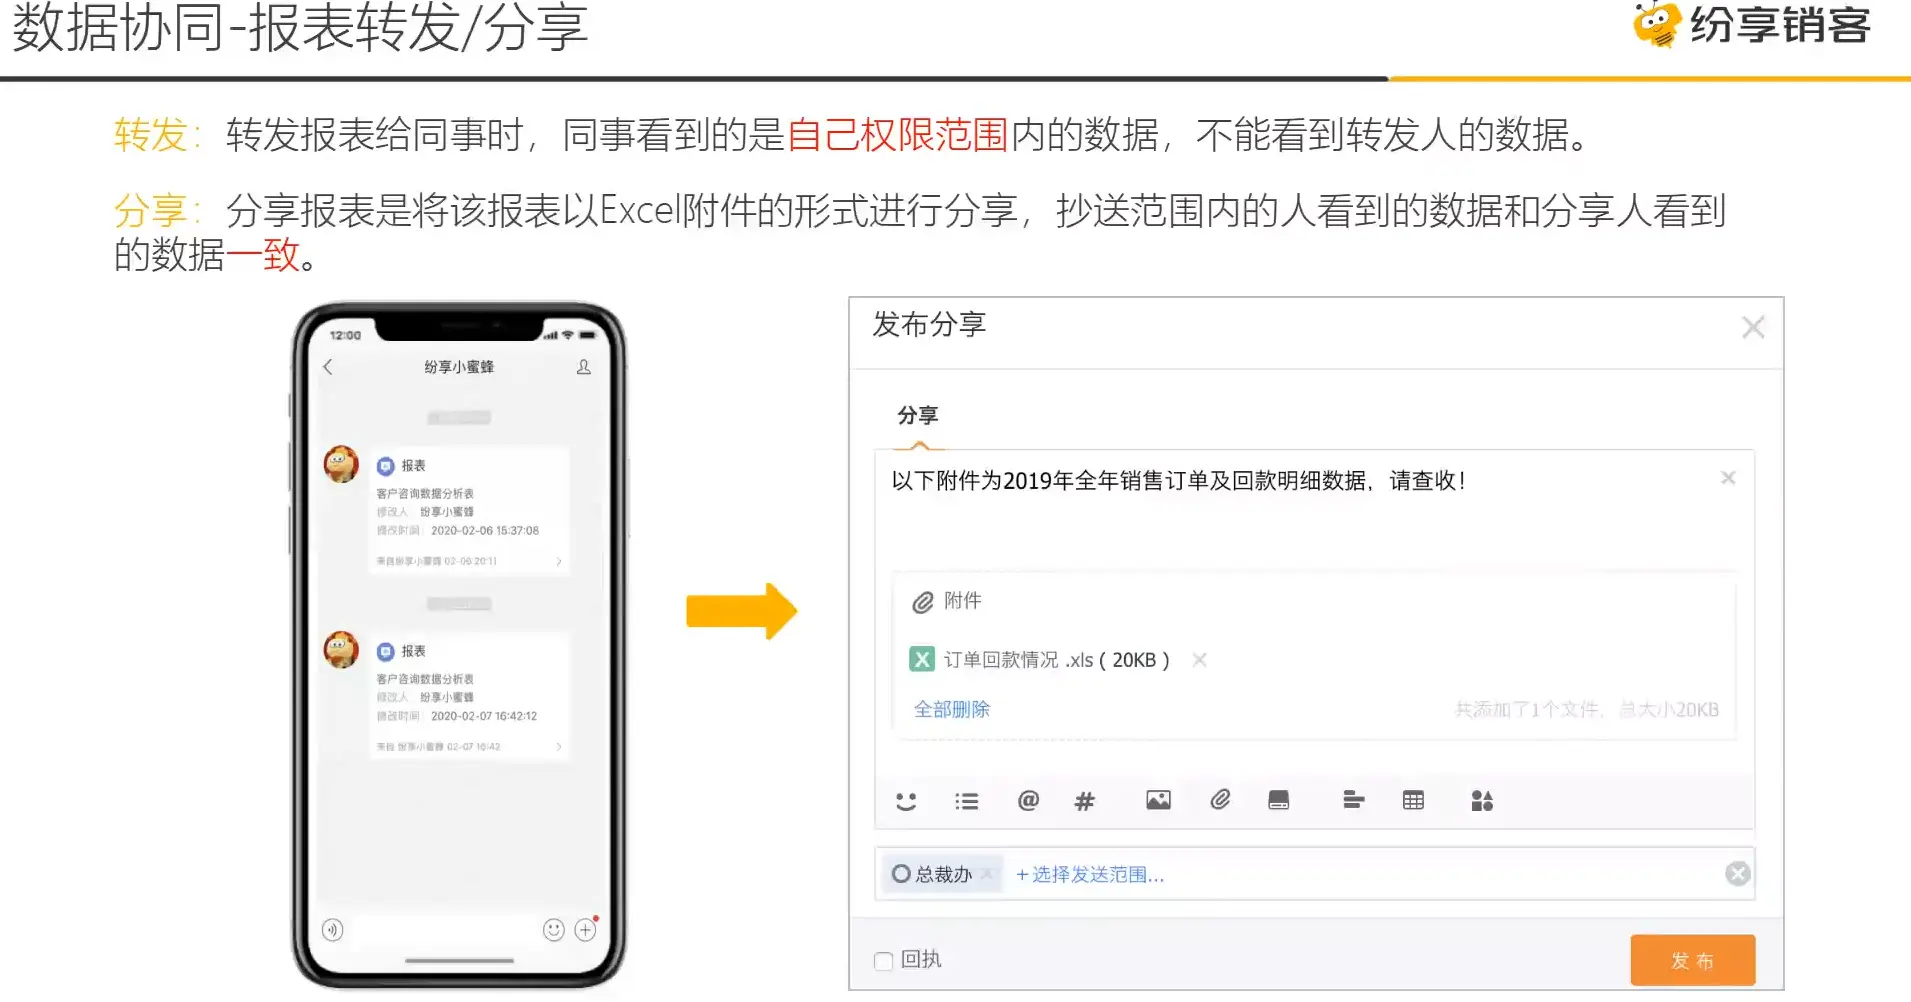 数据协同-报表转发/分享
纷享销客
转发：转发报表给同事时，同事看到的是自己权限范围内的数据，不能看到转发人的数据。
分享：分享报表是将该报表以Excel附件的形式进行分享，抄送范围内的人看到的数据和分享人看到
的数据一致。
12:00
纷享小蜜蜂
报表
客户咨询数据分析表
修改人 纷享小蜜蜂
修改时间 2020-02-06 15:37:08
来自纷享小蜜蜂 02-06 20:11
报表
客户咨询数据分析表
修改人 纷享小蜜蜂
修改时间 2020-02-07 16:42:12
来自 纷享小蜜蜂 02-07 16:42
发布分享
分享
以下附件为2019年全年销售订单及回款明细数据，请查收！
附件
订单回款情况 .xls ( 20KB )
全部删除
共添加了1个文件，总大小20KB
总裁办
+选择发送范围...
回执
发布